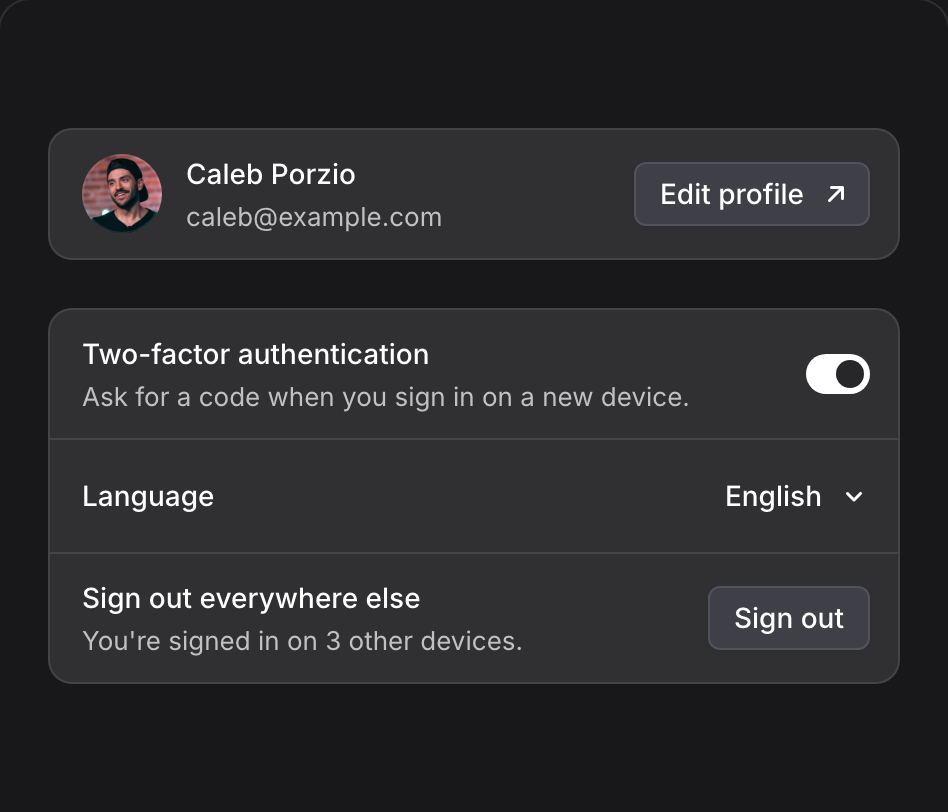 Caleb Porzio
caleb@example.com
Edit profile
Two-factor authentication
Ask for a code when you sign in on a new device.
Language
English
Sign out everywhere else
You're signed in on 3 other devices.
Sign out